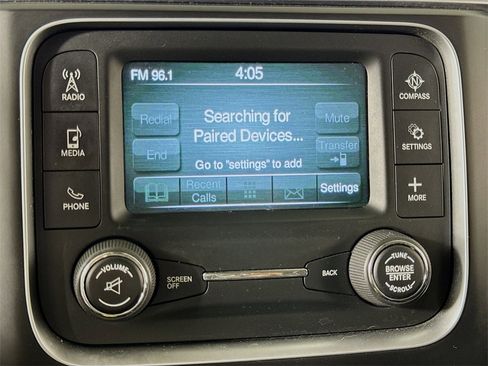 FM 96.1 4:05
RADIO
COMPASS
Redial
Searching for
Paired Devices...
Mute
MEDIA
SETTINGS
End
Transfer
Go to "settings" to add
PHONE
Recent
Calls
Settings
MORE
VOLUME
SCREEN
OFF
BACK
TUNE
BROWSE
ENTER
SCROLL